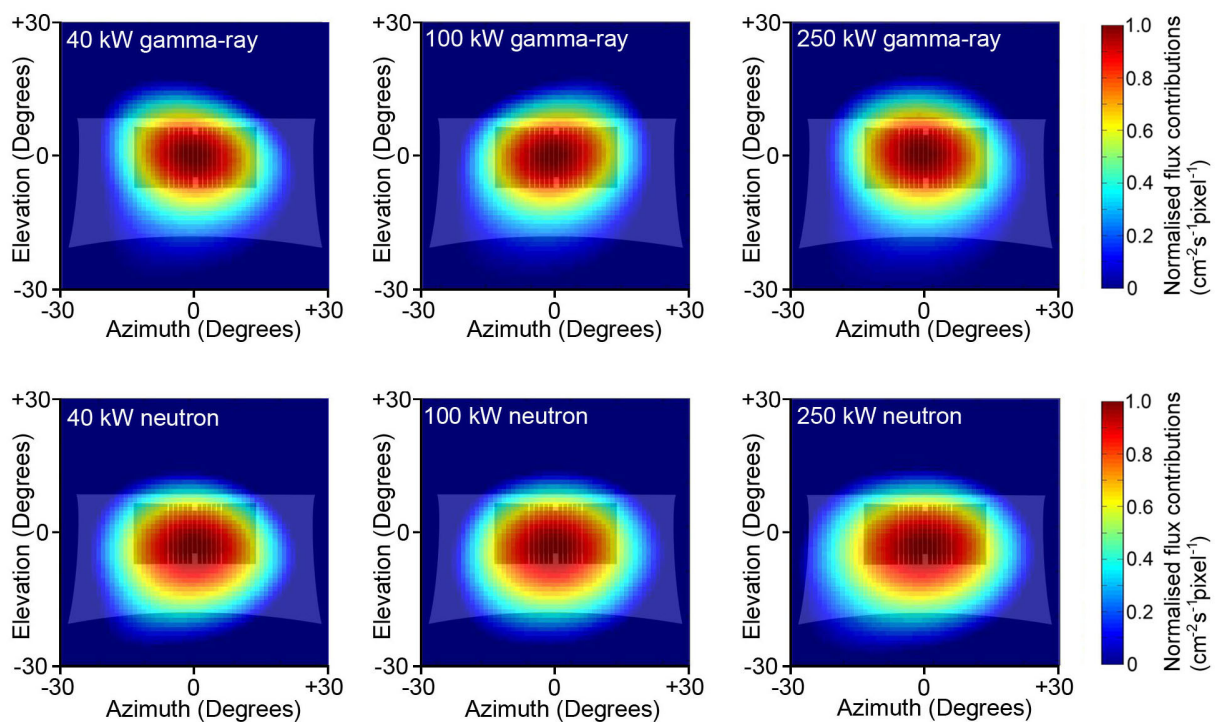 +30
40 kW gamma-ray
Elevation (Degrees)
0
-30
-30
0
+30
Azimuth (Degrees)
+30
100 kW gamma-ray
Elevation (Degrees)
0
-30
-30
0
+30
Azimuth (Degrees)
+30
250 kW gamma-ray
Elevation (Degrees)
0
-30
-30
0
+30
Azimuth (Degrees)
1.0
0.8
0.6
0.4
0.2
0
Normalised flux contributions
(cm⁻²s⁻¹pixel⁻¹)
+30
40 kW neutron
Elevation (Degrees)
0
-30
-30
0
+30
Azimuth (Degrees)
+30
100 kW neutron
Elevation (Degrees)
0
-30
-30
0
+30
Azimuth (Degrees)
+30
250 kW neutron
Elevation (Degrees)
0
-30
-30
0
+30
Azimuth (Degrees)
1.0
0.8
0.6
0.4
0.2
0
Normalised flux contributions
(cm⁻²s⁻¹pixel⁻¹)